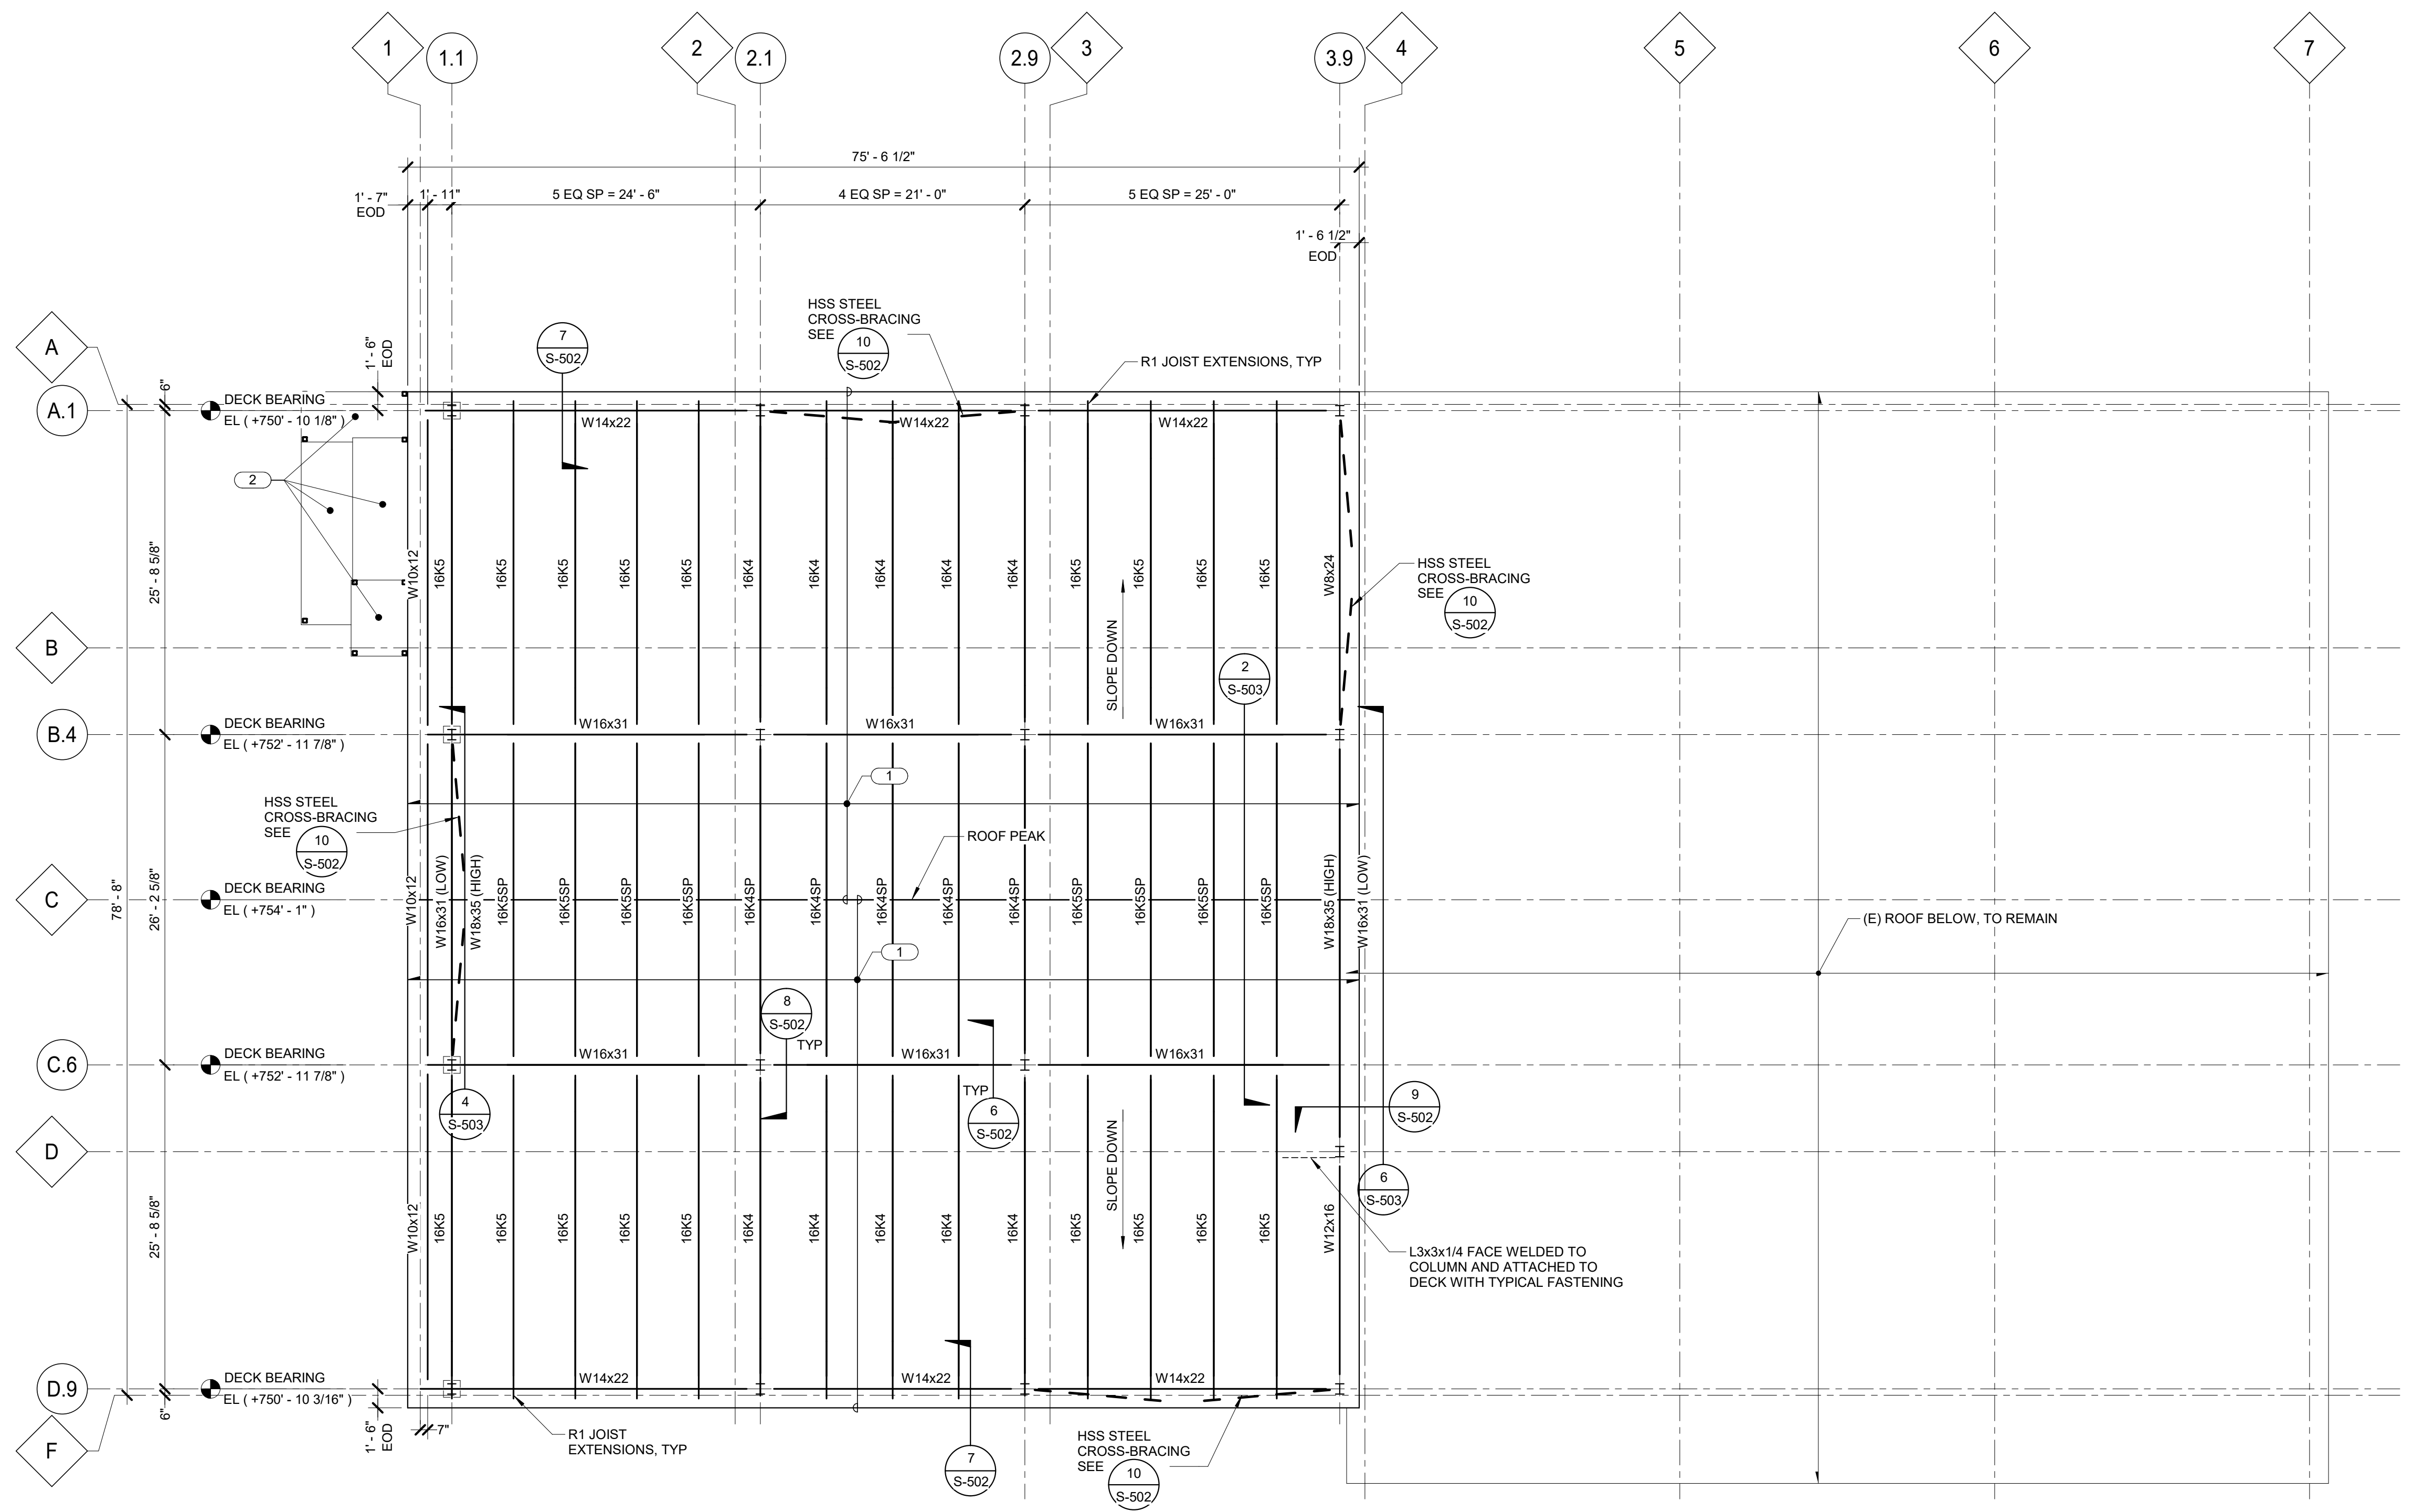 1
1.1
2
2.1
2.9
3
3.9
4
5
6
7
75' - 6 1/2"
1' - 7"
EOD
1' - 11"
5 EQ SP = 24' - 6"
4 EQ SP = 21' - 0"
5 EQ SP = 25' - 0"
1' - 6 1/2"
EOD
HSS STEEL
CROSS-BRACING
SEE
10
S-502
7
S-502
R1 JOIST EXTENSIONS, TYP
A
A.1
6"
1' - 6"
EOD
DECK BEARING
EL ( +750' - 10 1/8" )
W14x22
W14x22
W14x22
2
25' - 8 5/8"
W10x12
16K5
16K5
16K5
16K5
16K5
16K4
16K4
16K4
16K4
16K4
16K5
16K5
16K5
16K5
W8x24
HSS STEEL
CROSS-BRACING
SEE
10
S-502
SLOPE DOWN
B
2
S-503
B.4
DECK BEARING
EL ( +752' - 11 7/8" )
W16x31
W16x31
W16x31
1
HSS STEEL
CROSS-BRACING
SEE
10
S-502
ROOF PEAK
C
78' - 8"
26' - 2 5/8"
DECK BEARING
EL ( +754' - 1" )
W10x12
W16x31 (LOW)
W18x35 (HIGH)
16K5SP
16K5SP
16K5SP
16K5SP
16K4SP
16K4SP
16K4SP
16K4SP
16K4SP
16K5SP
16K5SP
16K5SP
16K5SP
W18x35 (HIGH)
W16x31 (LOW)
(E) ROOF BELOW, TO REMAIN
1
8
S-502
TYP
C.6
DECK BEARING
EL ( +752' - 11 7/8" )
W16x31
W16x31
W16x31
4
S-503
TYP
6
S-502
9
S-502
D
SLOPE DOWN
6
S-503
25' - 8 5/8"
W10x12
16K5
16K5
16K5
16K5
16K5
16K4
16K4
16K4
16K4
16K4
16K5
16K5
16K5
16K5
W12x16
L3x3x1/4 FACE WELDED TO
COLUMN AND ATTACHED TO
DECK WITH TYPICAL FASTENING
D.9
DECK BEARING
EL ( +750' - 10 3/16" )
W14x22
W14x22
W14x22
6"
1' - 6"
EOD
7"
F
R1 JOIST
EXTENSIONS, TYP
7
S-502
HSS STEEL
CROSS-BRACING
SEE
10
S-502